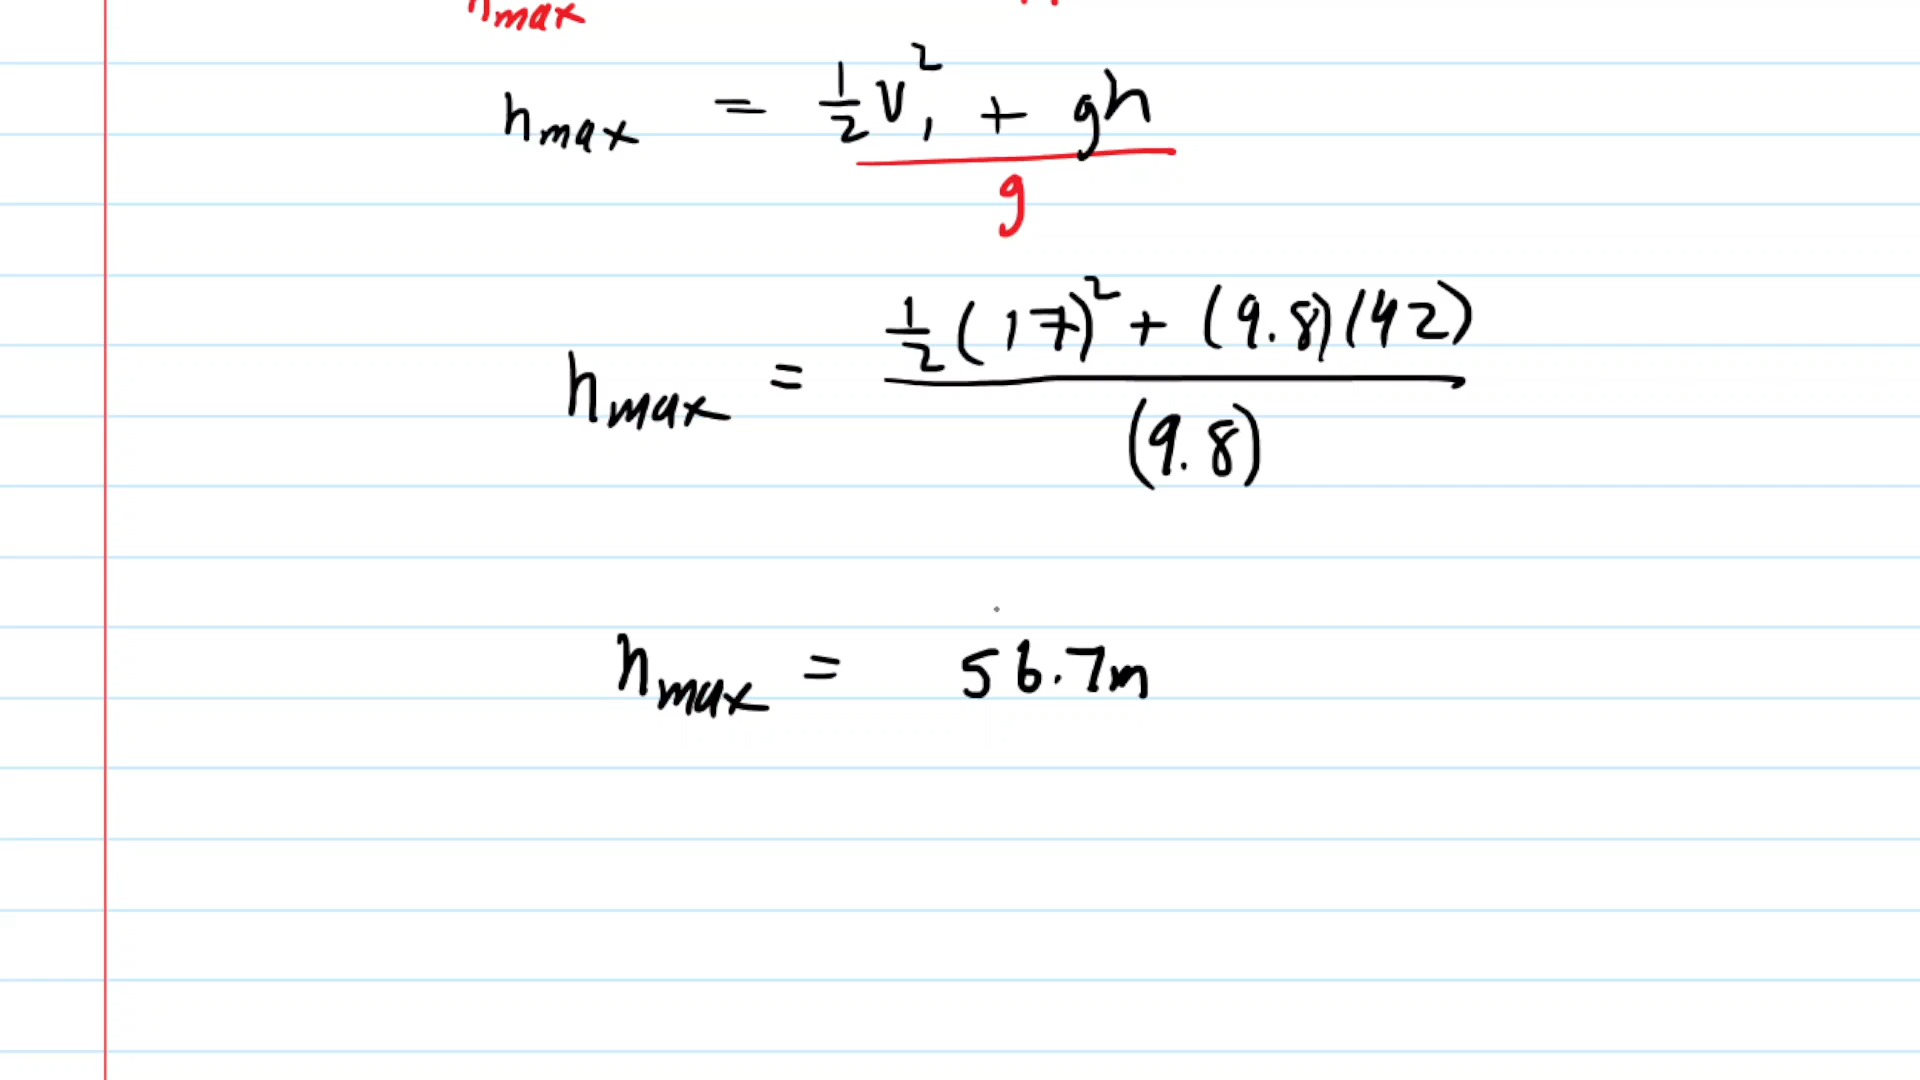 hmax
hmax = ½v₁² + gh
g
hmax = ½(17)² + (9.8)(42)
(9.8)
hmax = 56.7m